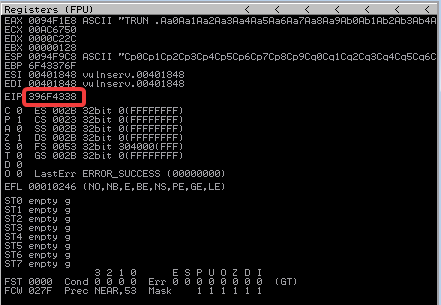 Registers (FPU) < < < < < <
EAX 0094F1E8 ASCII "TRUN .Aa0Aa1Aa2Aa3Aa4Aa5Aa6Aa7Aa8Aa9Ab0Ab1Ab2Ab3Ab4A
ECX 00AC6750
EDX 0000C22C
EBX 00000128
ESP 0094F9C8 ASCII "Cp0Cp1Cp2Cp3Cp4Cp5Cp6Cp7Cp8Cp9Cq0Cq1Cq2Cq3Cq4Cq5Cq6C
EBP 6F43376F
ESI 00401848 vulnserv.00401848
EDI 00401848 vulnserv.00401848
EIP 396F4338
C 0 ES 002B 32bit 0(FFFFFFFF)
P 1 CS 0023 32bit 0(FFFFFFFF)
A 0 SS 002B 32bit 0(FFFFFFFF)
Z 1 DS 002B 32bit 0(FFFFFFFF)
S 0 FS 0053 32bit 304000(FFF)
T 0 GS 002B 32bit 0(FFFFFFFF)
D 0
O 0 LastErr ERROR_SUCCESS (00000000)
EFL 00010246 (NO,NB,E,BE,NS,PE,GE,LE)
ST0 empty g
ST1 empty g
ST2 empty g
ST3 empty g
ST4 empty g
ST5 empty g
ST6 empty g
ST7 empty g
3 2 1 0 E S P U O Z D I
FST 0000 Cond 0 0 0 0 Err 0 0 0 0 0 0 0 0 (GT)
FCW 027F Prec NEAR,53 Mask 1 1 1 1 1 1